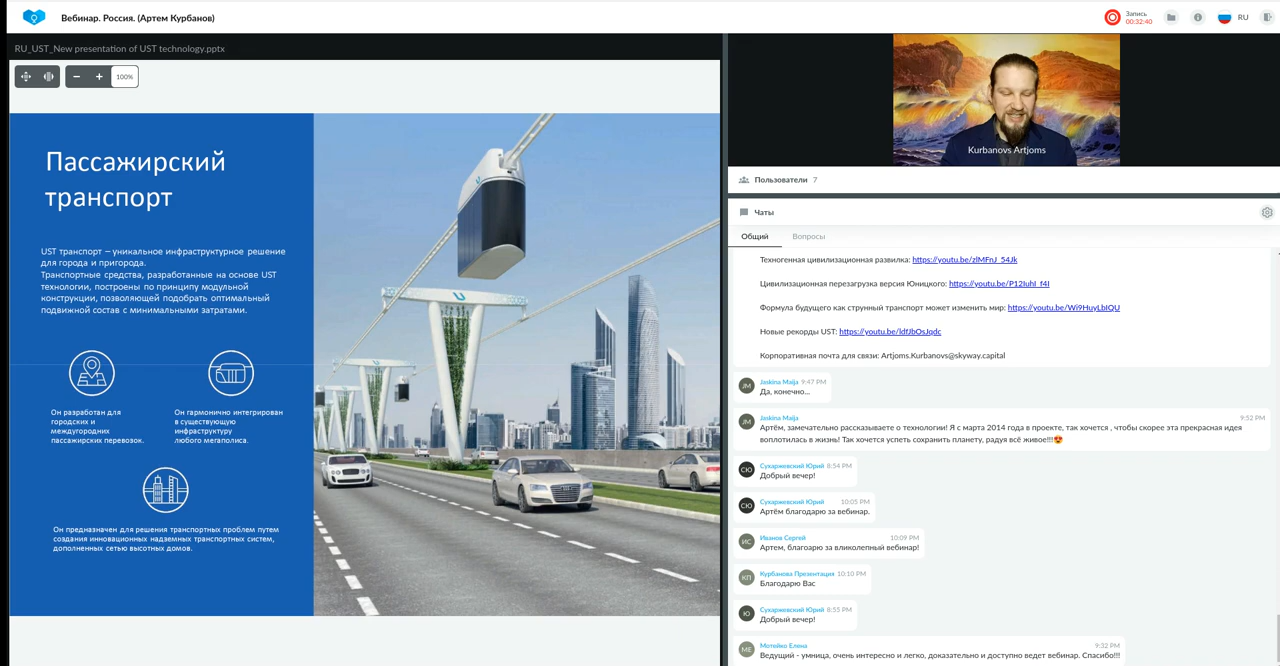 Вебинар. Россия. (Артем Курбанов)
Запись
00:32:40
RU
RU_UST_New presentation of UST technology.pptx
100%
Пассажирский
транспорт
UST транспорт – уникальное инфраструктурное решение
для города и пригорода.
Транспортные средства, разработанные на основе UST
технологии, построены по принципу модульной
конструкции, позволяющей подобрать оптимальный
подвижной состав с минимальными затратами.
Он разработан для
городских и
междугородних
пассажирских перевозок.
Он гармонично интегрирован
в существующую
инфраструктуру
любого мегаполиса.
Он предназначен для решения транспортных проблем путем
создания инновационных надземных транспортных систем,
дополненных сетью высотных домов.
Kurbanovs Artjoms
Пользователи 7
Чаты
Общий Вопросы
Техногенная цивилизационная развилка: https://youtu.be/zlMFnJ_54Jk
Цивилизационная перезагрузка версия Юницкого: https://youtu.be/P12IuhI_f4I
Формула будущего как струнный транспорт может изменить мир: https://youtu.be/Wi9HuyLbIQU
Новые рекорды UST: https://youtu.be/ldfJbOsJqdc
Корпоративная почта для связи: Artjoms.Kurbanovs@skyway.capital
JM
Jaskina Maija 9:47 PM
Да, конечно...
JM
Jaskina Maija 9:52 PM
Артём, замечательно рассказываете о технологии! Я с марта 2014 года в проекте, так хочется , чтобы скорее эта прекрасная идея
воплотилась в жизнь! Так хочется успеть сохранить планету, радуя всё живое!!!😍
СЮ
Сухаржевский Юрий 8:54 PM
Добрый вечер!
СЮ
Сухаржевский Юрий 10:05 PM
Артём благодарю за вебинар.
ИС
Иванов Сергей 10:09 PM
Артем, благоарю за вликолепный вебинар!
КП
Курбанова Презентация 10:10 PM
Благодарю Вас
Ю
Сухаржевский Юрий 8:55 PM
Добрый вечер!
МЕ
Мотейко Елена 9:32 PM
Ведущий - умница, очень интересно и легко, доказательно и доступно ведет вебинар. Спасибо!!!